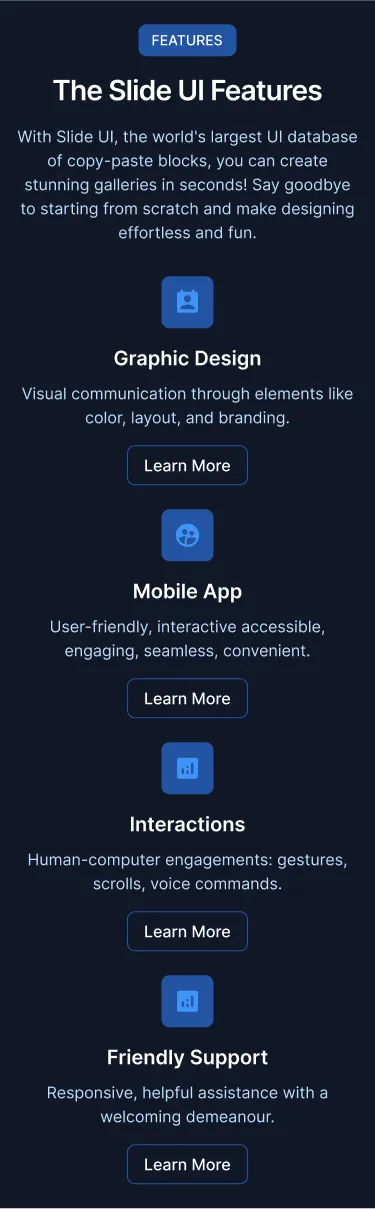 FEATURES
The Slide UI Features
With Slide UI, the world's largest UI database
of copy-paste blocks, you can create
stunning galleries in seconds! Say goodbye
to starting from scratch and make designing
effortless and fun.
Graphic Design
Visual communication through elements like
color, layout, and branding.
Learn More
Mobile App
User-friendly, interactive accessible,
engaging, seamless, convenient.
Learn More
Interactions
Human-computer engagements: gestures,
scrolls, voice commands.
Learn More
Friendly Support
Responsive, helpful assistance with a
welcoming demeanour.
Learn More